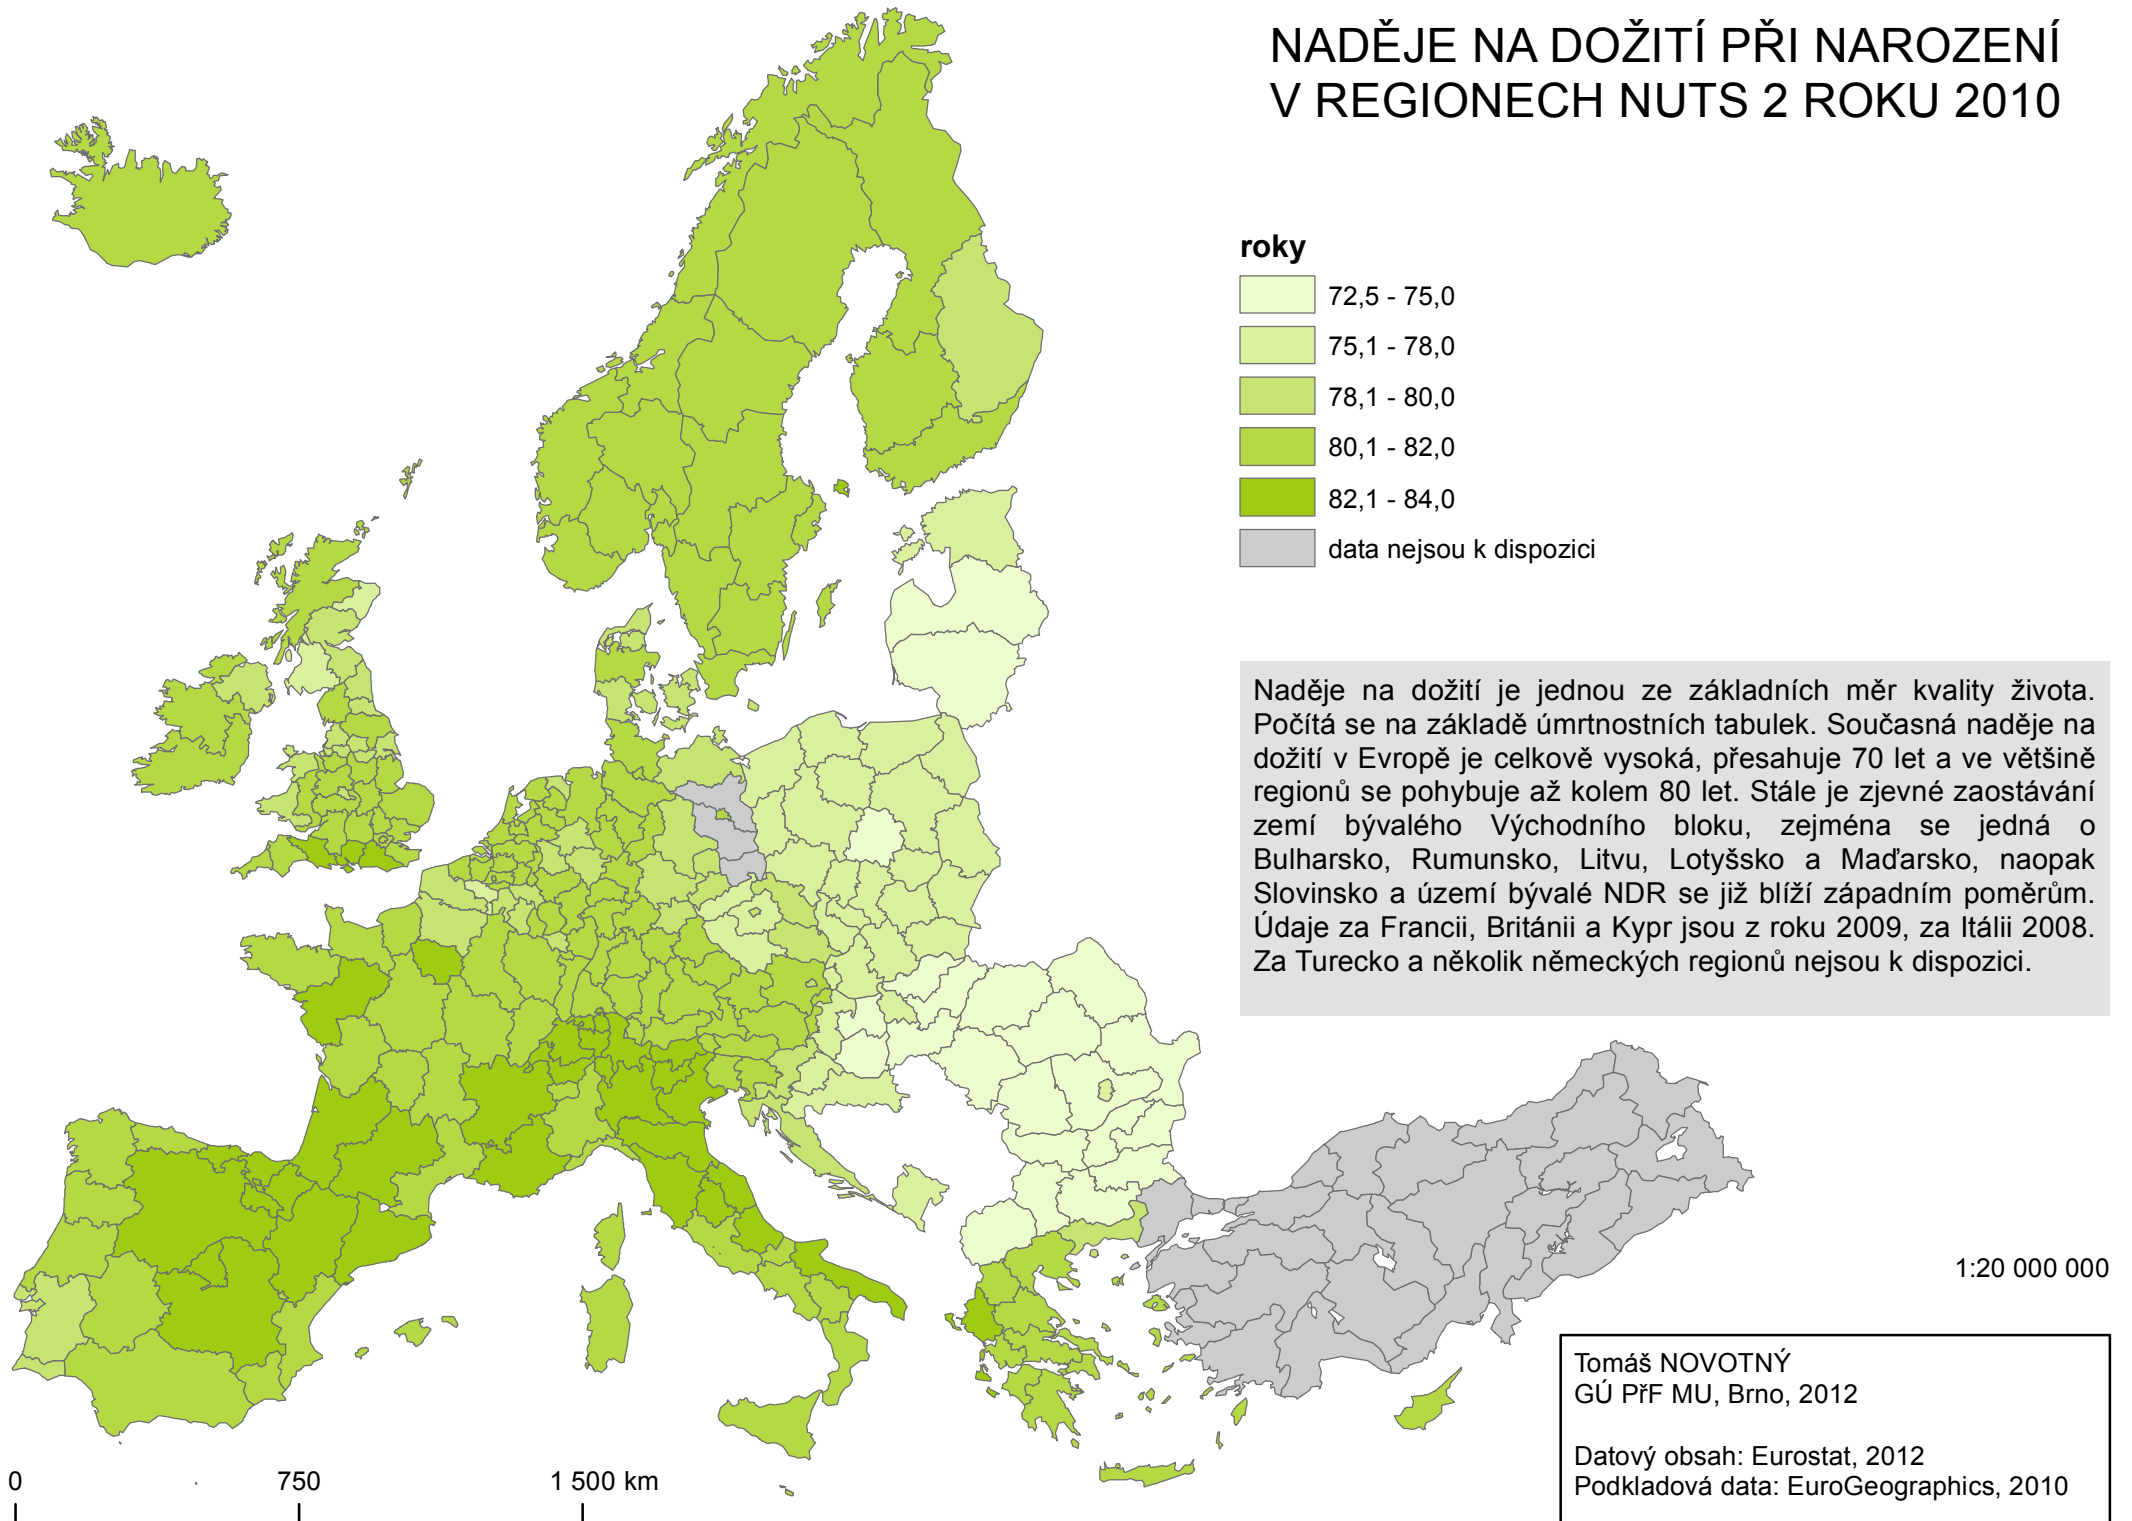 NADĚJE NA DOŽITÍ PŘI NAROZENÍ
V REGIONECH NUTS 2 ROKU 2010
roky
72,5 - 75,0
75,1 - 78,0
78,1 - 80,0
80,1 - 82,0
82,1 - 84,0
data nejsou k dispozici
Naděje na dožití je jednou ze základních měr kvality života.
Počítá se na základě úmrtnostních tabulek. Současná naděje na
dožití v Evropě je celkově vysoká, přesahuje 70 let a ve většině
regionů se pohybuje až kolem 80 let. Stále je zjevné zaostávání
zemí bývalého Východního bloku, zejména se jedná o
Bulharsko, Rumunsko, Litvu, Lotyšsko a Maďarsko, naopak
Slovinsko a území bývalé NDR se již blíží západním poměrům.
Údaje za Francii, Británii a Kypr jsou z roku 2009, za Itálii 2008.
Za Turecko a několik německých regionů nejsou k dispozici.
1:20 000 000
Tomáš NOVOTNÝ
GÚ PřF MU, Brno, 2012
Datový obsah: Eurostat, 2012
Podkladová data: EuroGeographics, 2010
0 750 1 500 km